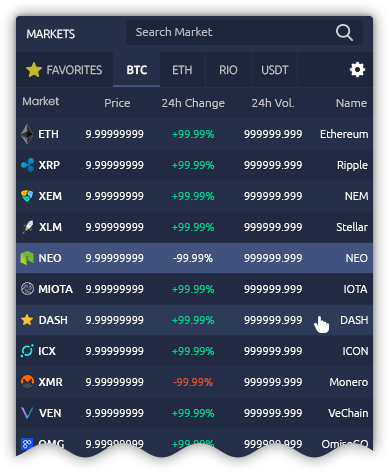 MARKETS Search Market
FAVORITES BTC ETH RIO USDT
Market Price 24h Change 24h Vol. Name
ETH 9.99999999 +99.99% 999999.999 Ethereum
XRP 9.99999999 +99.99% 999999.999 Ripple
XEM 9.99999999 +99.99% 999999.999 NEM
XLM 9.99999999 +99.99% 999999.999 Stellar
NEO 9.99999999 -99.99% 999999.999 NEO
MIOTA 9.99999999 +99.99% 999999.999 IOTA
DASH 9.99999999 +99.99% 999999.999 DASH
ICX 9.99999999 +99.99% 999999.999 ICON
XMR 9.99999999 -99.99% 999999.999 Monero
VEN 9.99999999 +99.99% 999999.999 VeChain
OMG 9.99999999 +99.99% 999999.999 OmiseGO